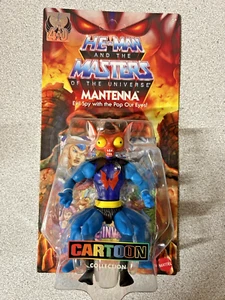 HE-MAN
AND THE
MASTERS
OF THE UNIVERSE
MANTENNA
Evil Spy with the Pop Out Eyes!
CARTOON
COLLECTION